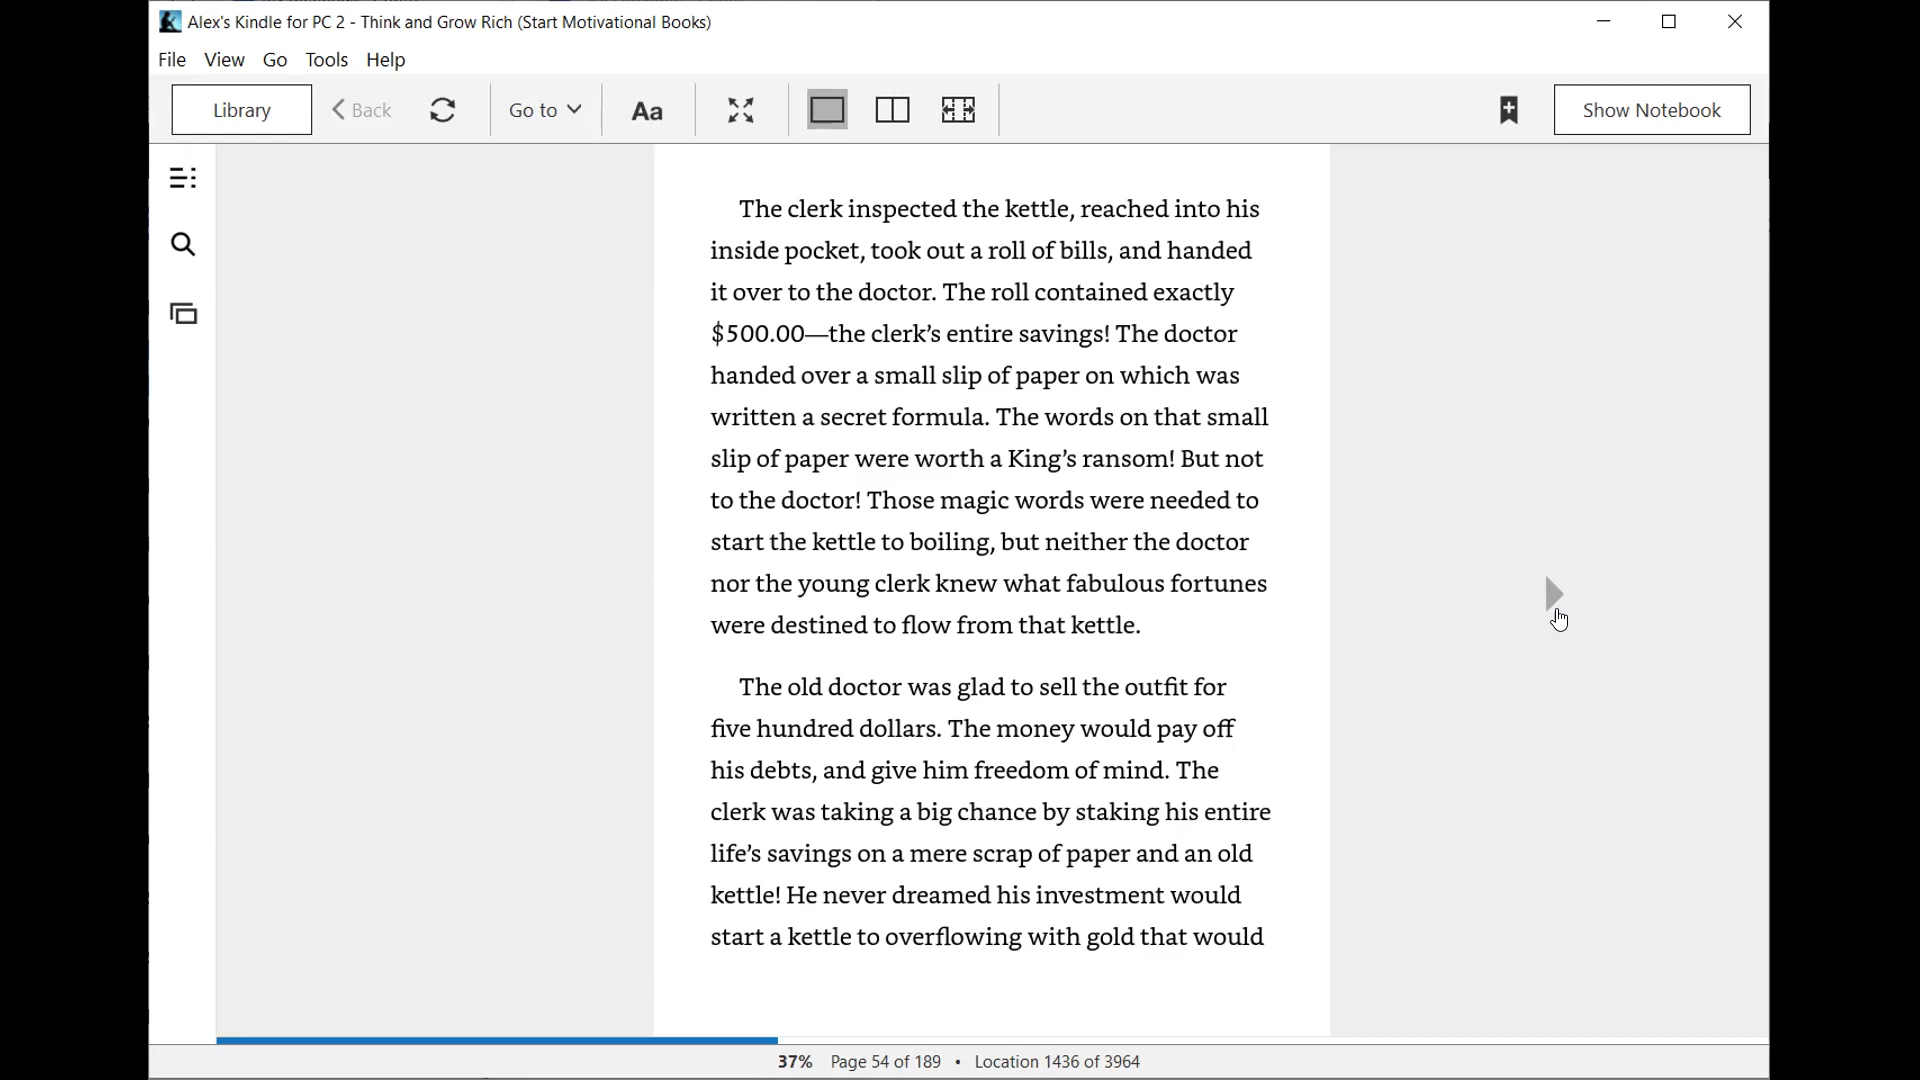 Alex's Kindle for PC 2 - Think and Grow Rich (Start Motivational Books)
File View Go Tools Help
Library Back Go to Aa Show Notebook
The clerk inspected the kettle, reached into his
inside pocket, took out a roll of bills, and handed
it over to the doctor. The roll contained exactly
$500.00—the clerk’s entire savings! The doctor
handed over a small slip of paper on which was
written a secret formula. The words on that small
slip of paper were worth a King’s ransom! But not
to the doctor! Those magic words were needed to
start the kettle to boiling, but neither the doctor
nor the young clerk knew what fabulous fortunes
were destined to flow from that kettle.
The old doctor was glad to sell the outfit for
five hundred dollars. The money would pay off
his debts, and give him freedom of mind. The
clerk was taking a big chance by staking his entire
life’s savings on a mere scrap of paper and an old
kettle! He never dreamed his investment would
start a kettle to overflowing with gold that would
37% Page 54 of 189 • Location 1436 of 3964